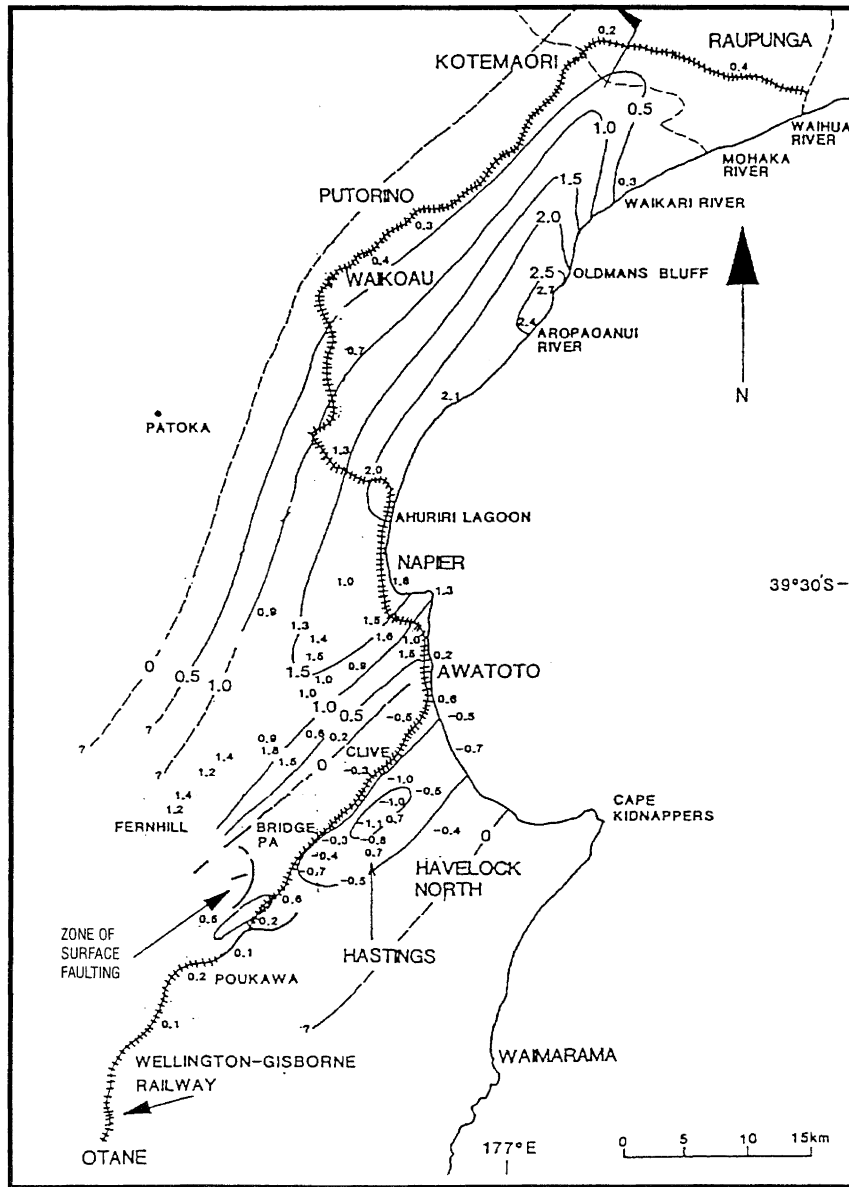 0.2
RAUPUNGA
KOTEMAORI
0.4
0.5
1.0
WAIHUA
RIVER
MOHAKA
RIVER
1.5
0.3
WAIKARI RIVER
PUTORINO
2.0
0.3
0.4
WAIKOAU
2.5
OLDMANS BLUFF
2.7
2.4
AROPAOANUI
RIVER
0.7
N
2.1
PATOKA
1.3
2.0
AHURIRI LAGOON
NAPIER
39°30'S
1.0
1.8
1.3
0.9
1.3
1.5
1.4
1.6
1.0
0.2
1.5
1.5
0
0.5
1.5
0.9
AWATOTO
1.0
1.0
1.0
0.6
1.0
0.5
-0.5
-0.5
?
0.9
0.6
0.2
-0.7
1.4
1.8
1.5
CLIVE
?
1.2
0
-0.3
1.4
-1.0
-0.5
1.2
-1.0
CAPE
KIDNAPPERS
FERNHILL
BRIDGE
PA
-1.1
0.7
-0.4
0
-0.3
-0.8
-0.4
0.7
-0.7
-0.5
HAVELOCK
NORTH
0.6
0.5
0.2
ZONE OF
SURFACE
FAULTING
HASTINGS
0.1
0.2
POUKAWA
0.1
?
WELLINGTON-GISBORNE
RAILWAY
WAIMARAMA
OTANE
177°E
0 5 10 15km